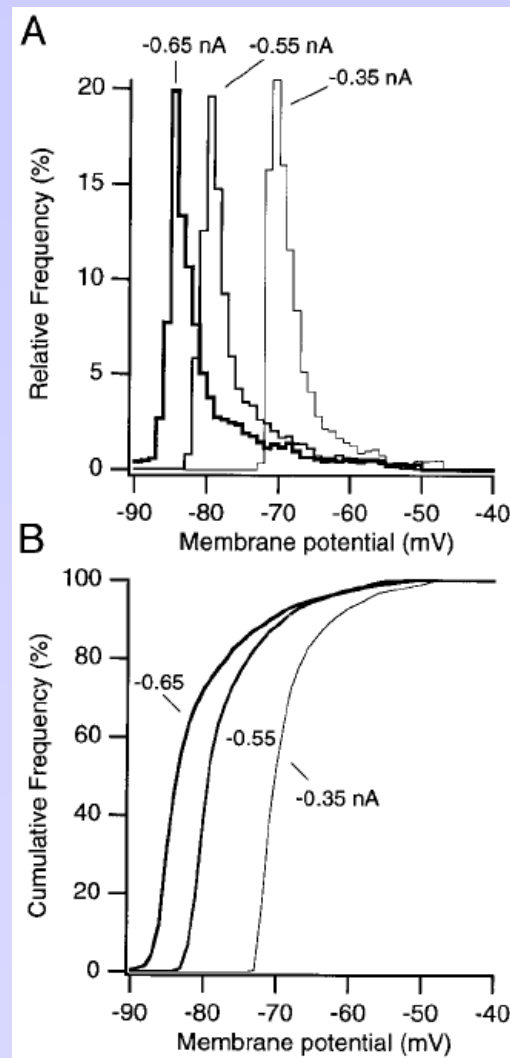 A
-0.65 nA
-0.55 nA
-0.35 nA
20
15
10
5
0
Relative Frequency (%)
-90 -80 -70 -60 -50 -40
Membrane potential (mV)
B
100
80
60
40
20
0
Cumulative Frequency (%)
-0.65
-0.55
-0.35 nA
-90 -80 -70 -60 -50 -40
Membrane potential (mV)